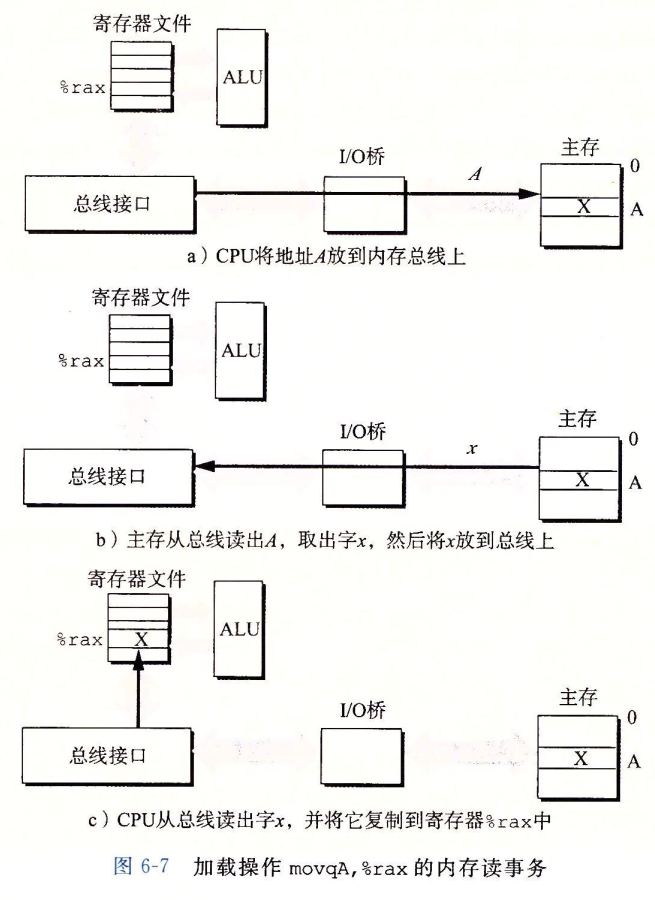 寄存器文件
%rax
ALU
I/O桥
主存
0
A
总线接口
X
A
a）CPU将地址A放到内存总线上
寄存器文件
%rax
ALU
I/O桥
主存
0
x
总线接口
X
A
b）主存从总线读出A，取出字x，然后将x放到总线上
寄存器文件
%rax
X
ALU
I/O桥
主存
0
总线接口
X
A
c）CPU从总线读出字x，并将它复制到寄存器%rax中
图 6-7 加载操作 movqA,%rax 的内存读事务